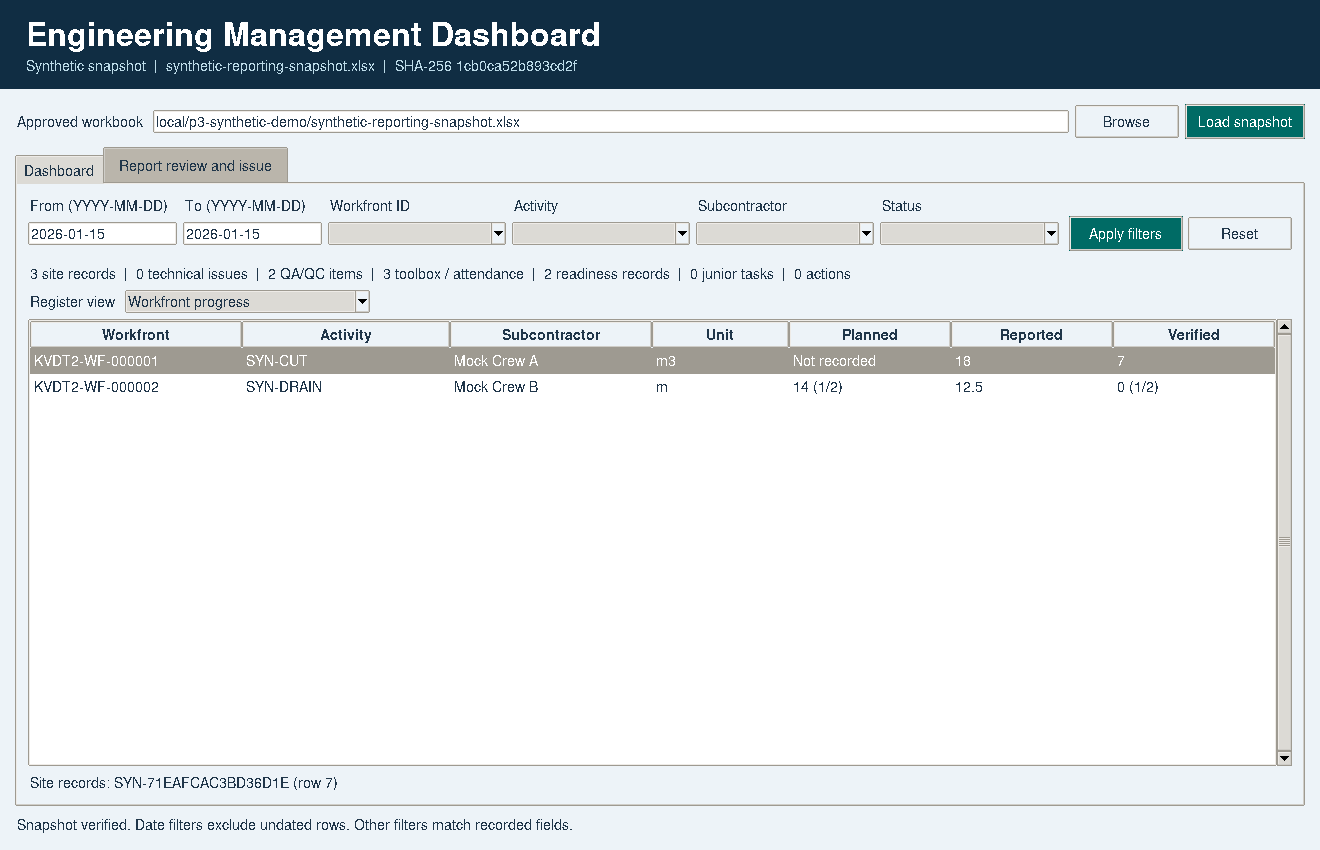 Engineering Management Dashboard
Synthetic snapshot | synthetic-reporting-snapshot.xlsx | SHA-256 1cb0ca52b893cd2f
Approved workbook local/p3-synthetic-demo/synthetic-reporting-snapshot.xlsx Browse Load snapshot
Dashboard Report review and issue
From (YYYY-MM-DD) To (YYYY-MM-DD) Workfront ID Activity Subcontractor Status
2026-01-15 2026-01-15 Apply filters Reset
3 site records | 0 technical issues | 2 QA/QC items | 3 toolbox / attendance | 2 readiness records | 0 junior tasks | 0 actions
Register view Workfront progress
Workfront Activity Subcontractor Unit Planned Reported Verified
KVDT2-WF-000001 SYN-CUT Mock Crew A m3 Not recorded 18 7
KVDT2-WF-000002 SYN-DRAIN Mock Crew B m 14 (1/2) 12.5 0 (1/2)
Site records: SYN-71EAFCAC3BD36D1E (row 7)
Snapshot verified. Date filters exclude undated rows. Other filters match recorded fields.